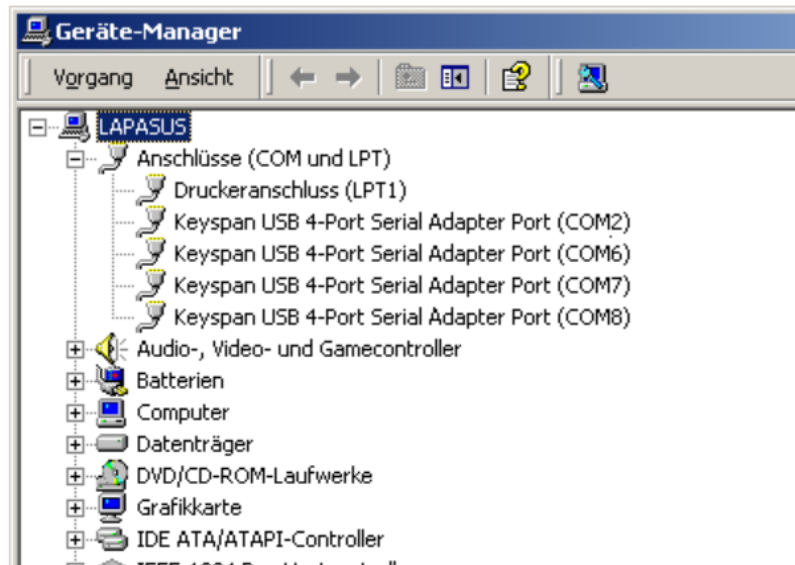 Geräte-Manager
Vorgang Ansicht
LAPASUS
Anschlüsse (COM und LPT)
Druckeranschluss (LPT1)
Keyspan USB 4-Port Serial Adapter Port (COM2)
Keyspan USB 4-Port Serial Adapter Port (COM6)
Keyspan USB 4-Port Serial Adapter Port (COM7)
Keyspan USB 4-Port Serial Adapter Port (COM8)
Audio-, Video- und Gamecontroller
Batterien
Computer
Datenträger
DVD/CD-ROM-Laufwerke
Grafikkarte
IDE ATA/ATAPI-Controller